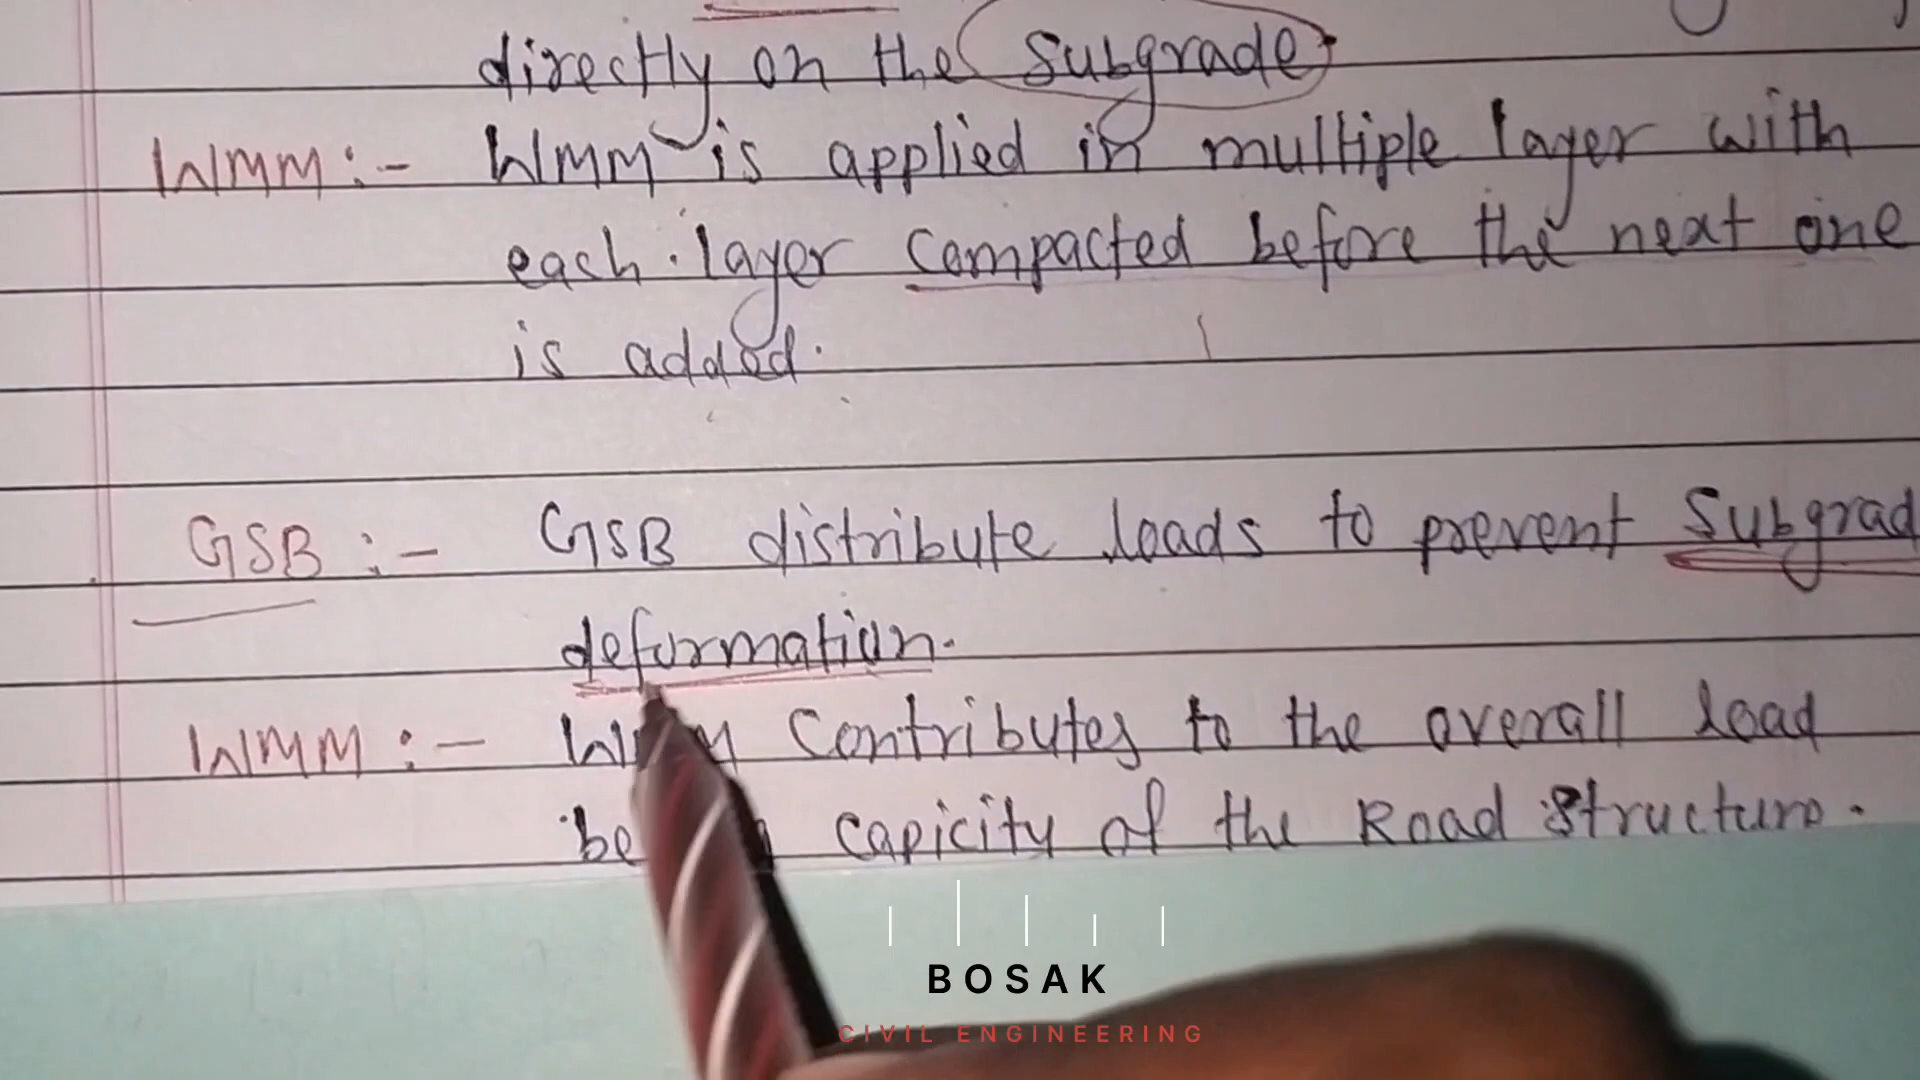 directly on the Subgrade.
WMM :- WMM is applied in multiple layer with
each layer compacted before the next one
is added.
GSB :- GSB distribute loads to prevent Subgrad
deformation.
WMM :- Contributes to the overall load
capicity of the Road Structure.
BOSAK
CIVIL ENGINEERING